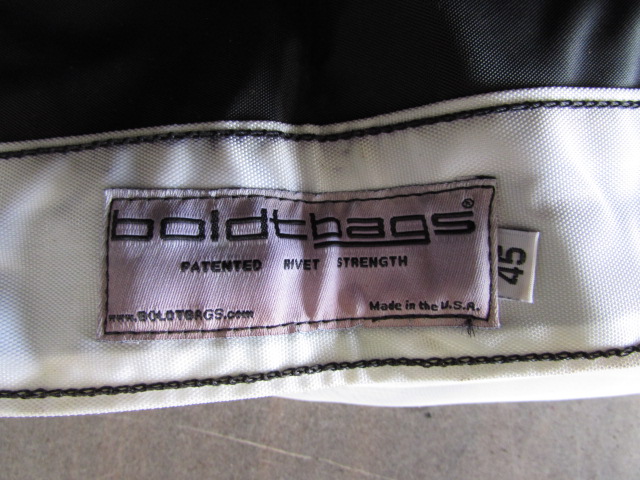 boldtbags®
PATENTED RIVET STRENGTH
www.BOLDTBAGS.com
Made in the U.S.A.
45